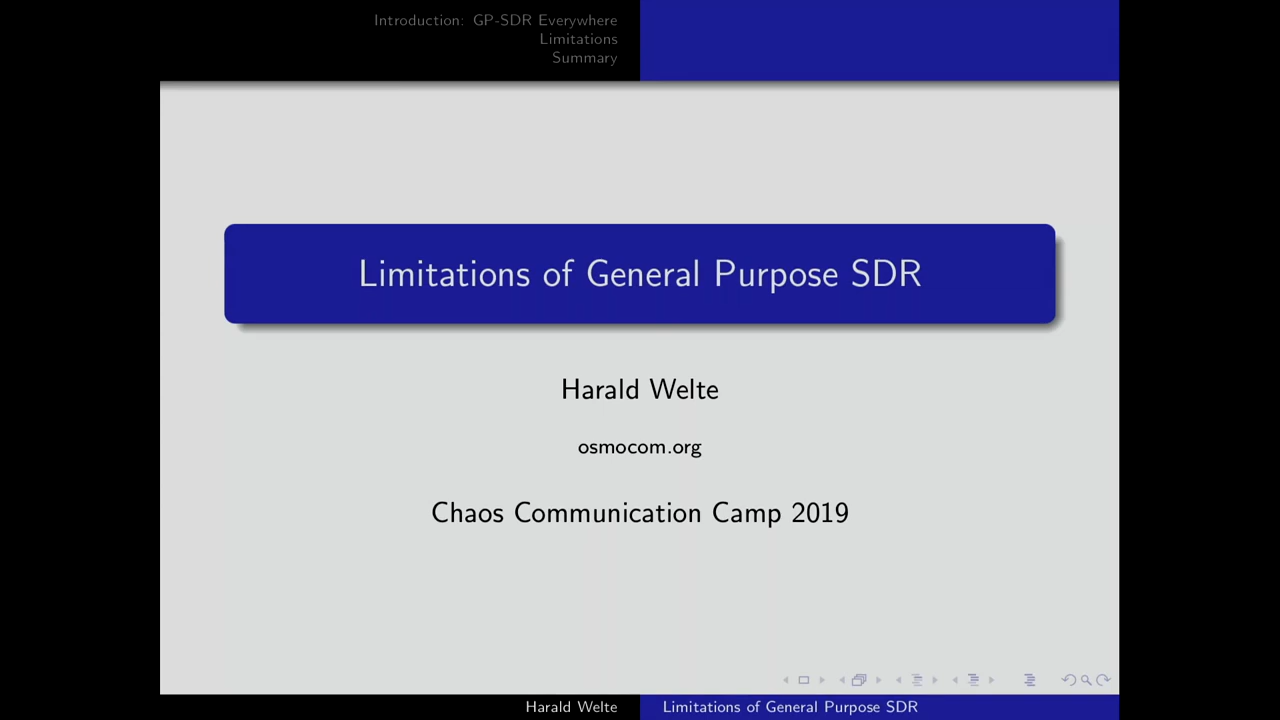 Introduction: GP-SDR Everywhere
Limitations
Summary
Limitations of General Purpose SDR
Harald Welte
osmocom.org
Chaos Communication Camp 2019
Harald Welte
Limitations of General Purpose SDR